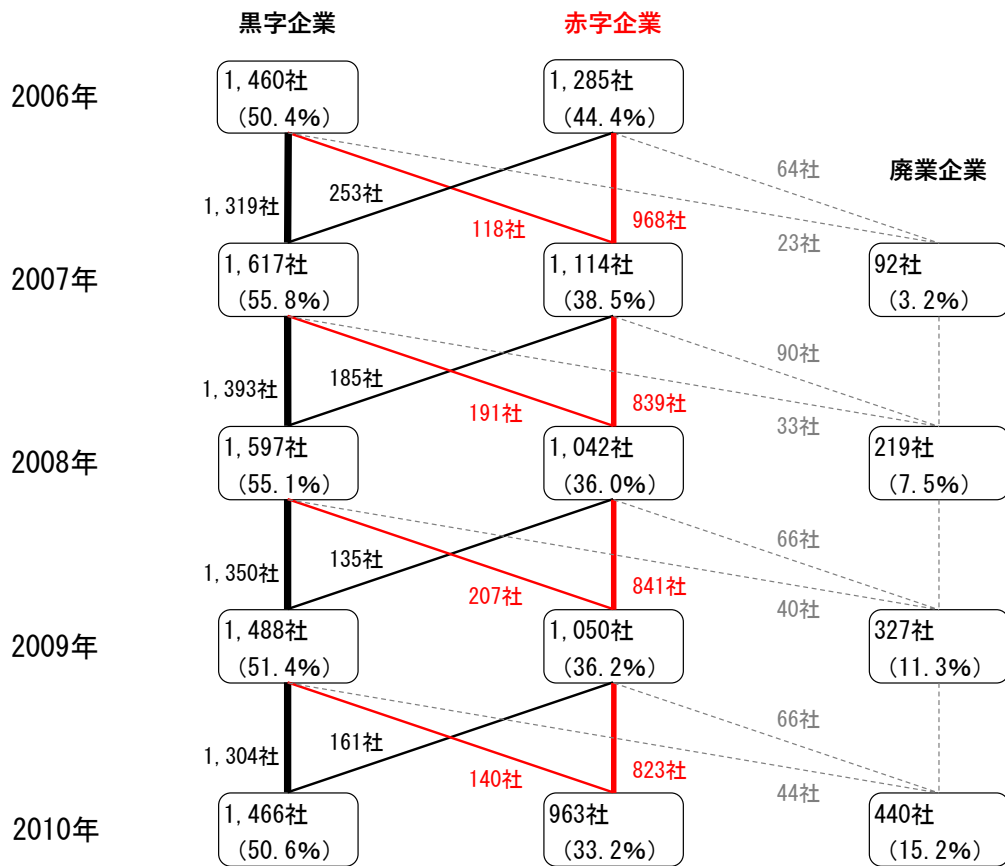 黒字企業
赤字企業
2006年
1,460社
(50.4%)
1,285社
(44.4%)
廃業企業
1,319社
253社
118社
968社
64社
23社
2007年
1,617社
(55.8%)
1,114社
(38.5%)
92社
(3.2%)
1,393社
185社
191社
839社
90社
33社
2008年
1,597社
(55.1%)
1,042社
(36.0%)
219社
(7.5%)
1,350社
135社
207社
841社
66社
40社
2009年
1,488社
(51.4%)
1,050社
(36.2%)
327社
(11.3%)
1,304社
161社
140社
823社
66社
44社
2010年
1,466社
(50.6%)
963社
(33.2%)
440社
(15.2%)